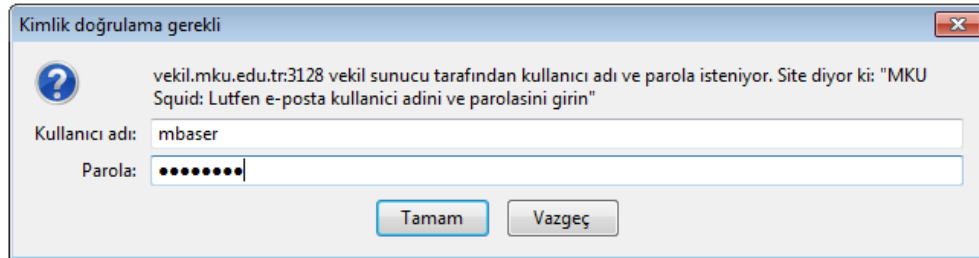 Kimlik doğrulama gerekli
vekil.mku.edu.tr:3128 vekil sunucu tarafından kullanıcı adı ve parola isteniyor. Site diyor ki: "MKU
Squid: Lutfen e-posta kullanici adini ve parolasini girin"
Kullanıcı adı: mbaser
Parola: ●●●●●●●●
Tamam Vazgeç